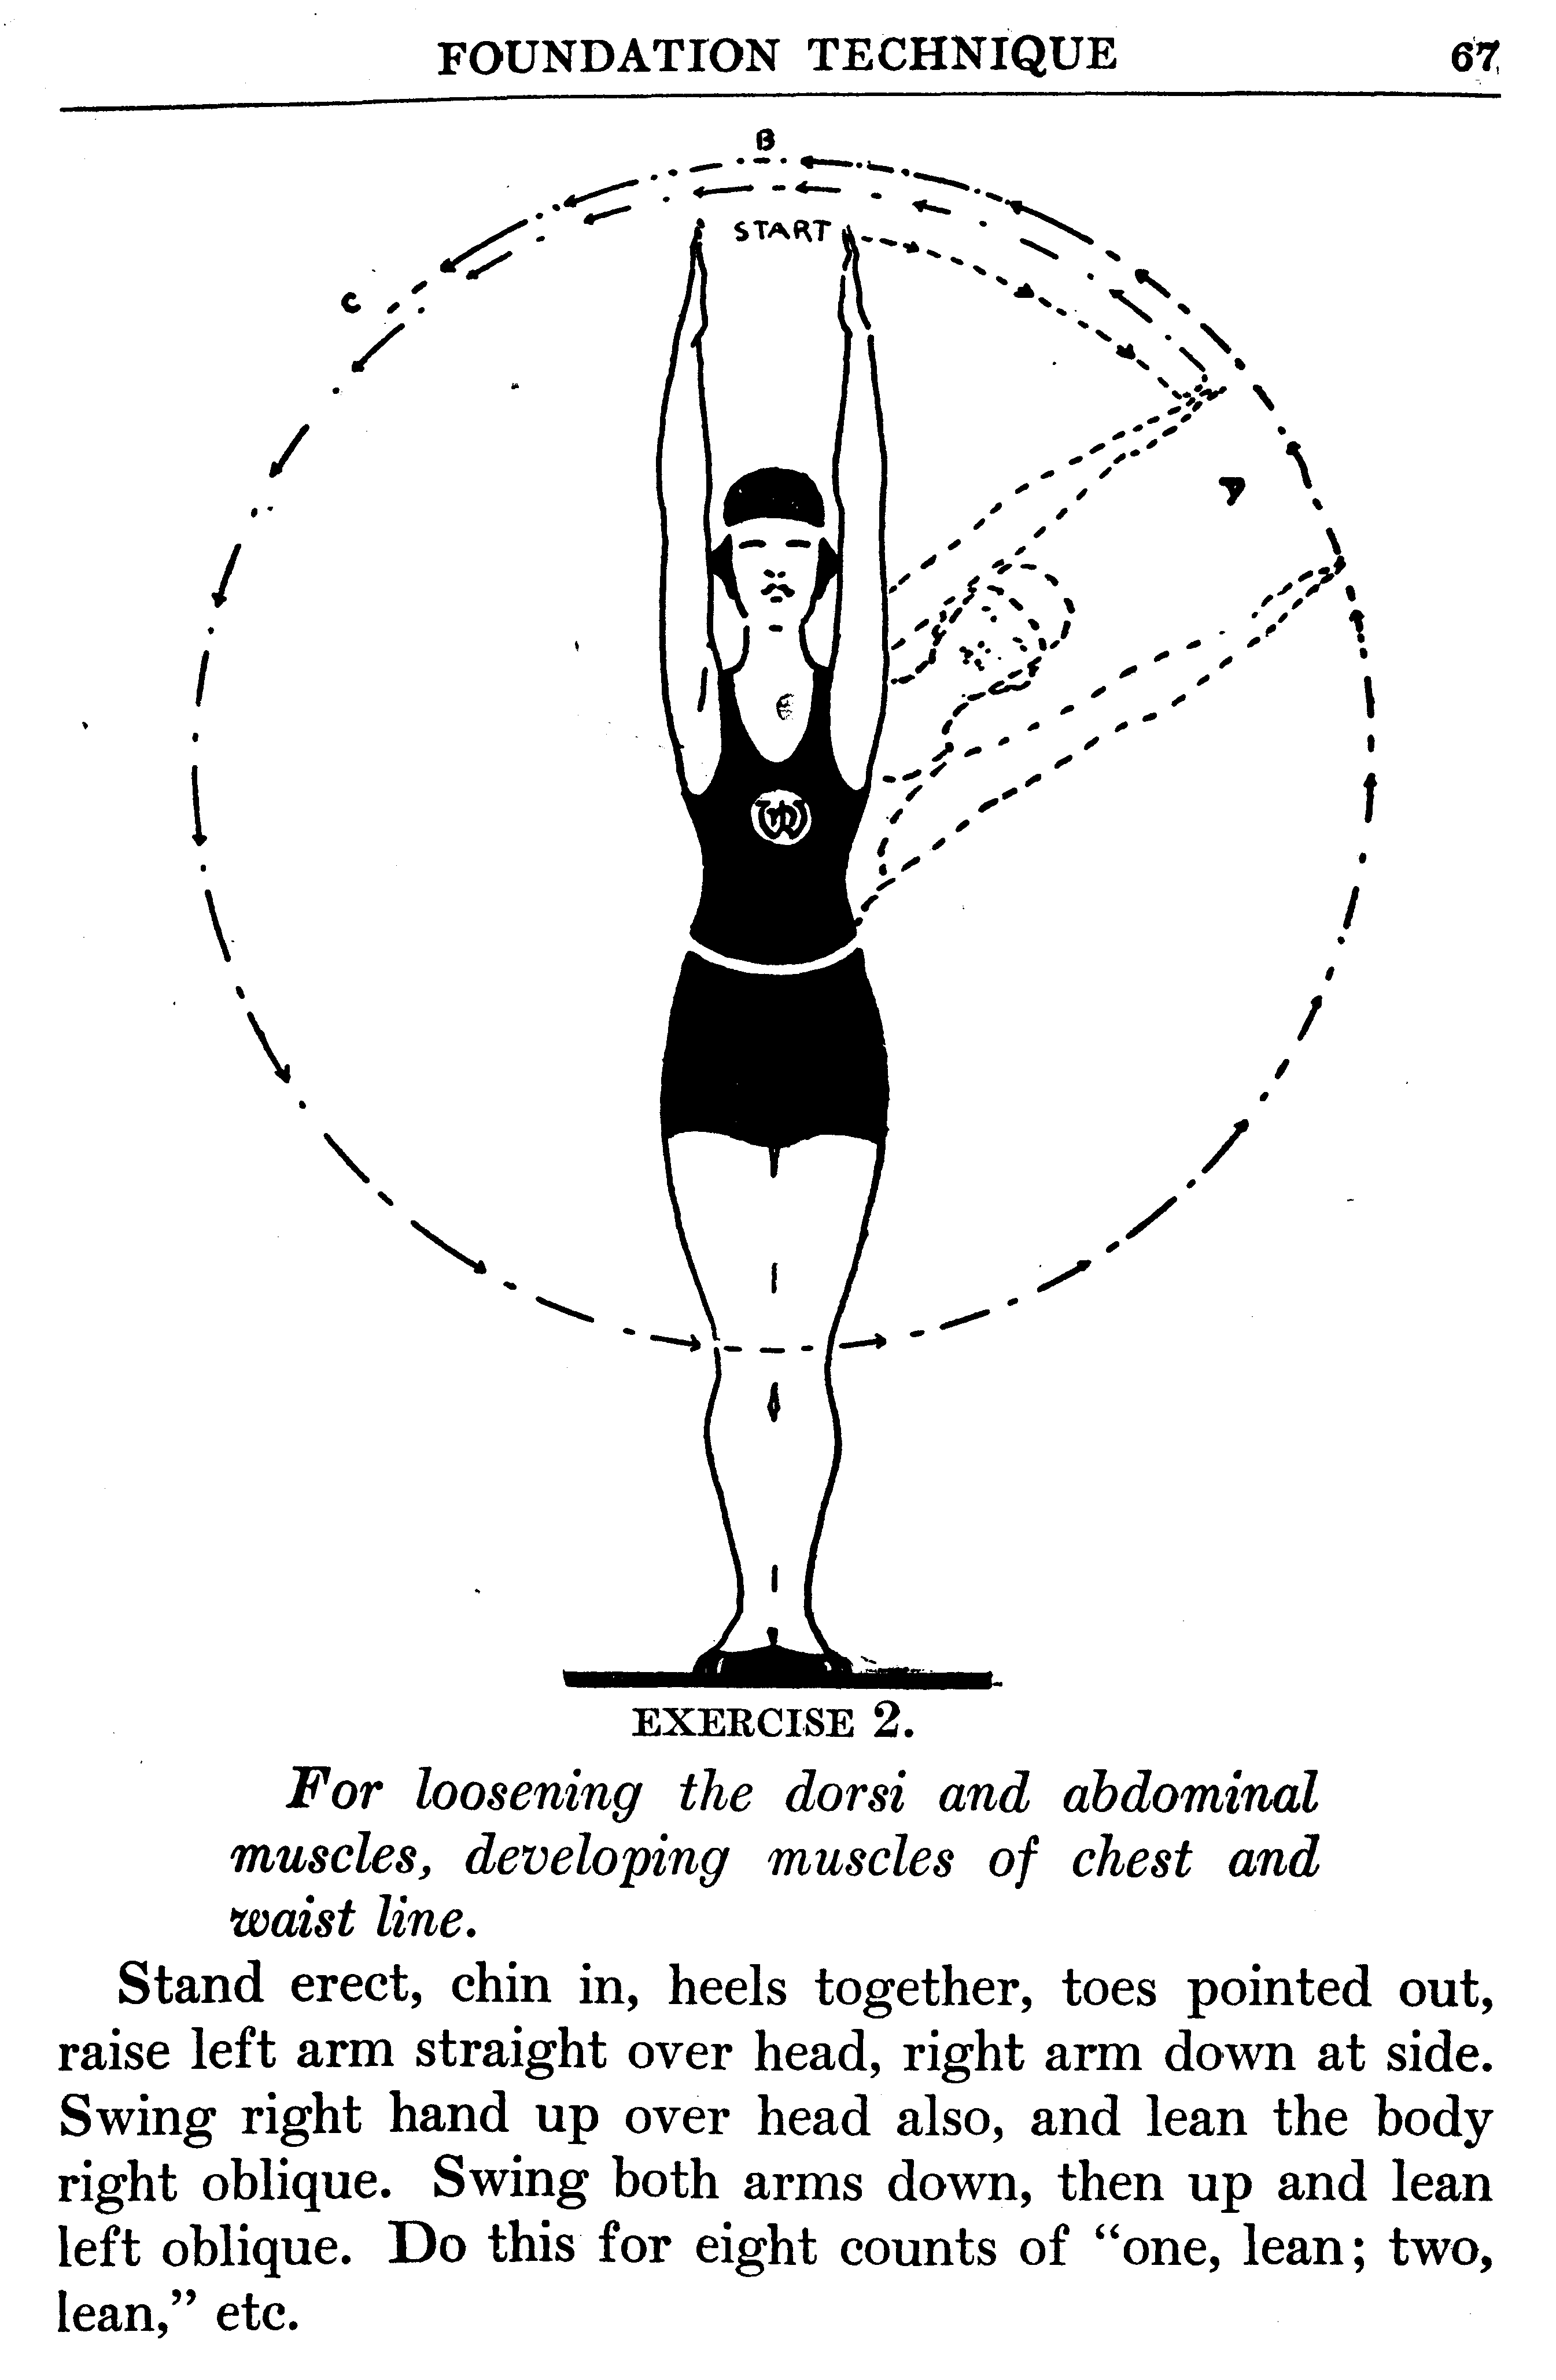 FOUNDATION TECHNIQUE 67
B
START
C
A
W
EXERCISE 2.
For loosening the dorsi and abdominal
muscles, developing muscles of chest and
waist line.
Stand erect, chin in, heels together, toes pointed out,
raise left arm straight over head, right arm down at side.
Swing right hand up over head also, and lean the body
right oblique. Swing both arms down, then up and lean
left oblique. Do this for eight counts of “one, lean; two,
lean,” etc.